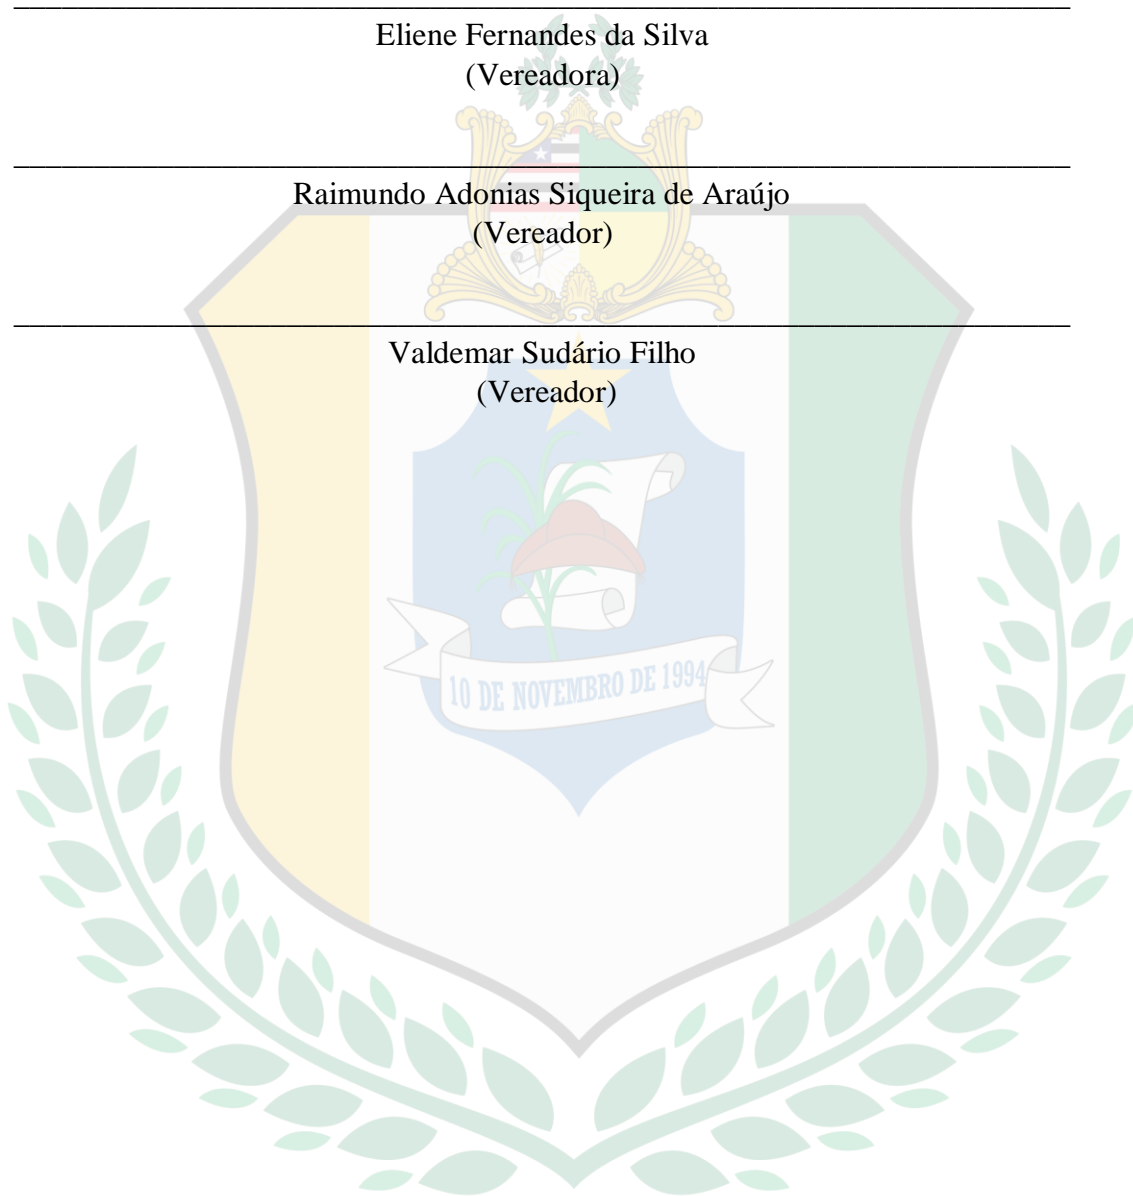 Eliene Fernandes da Silva
(Vereadora)
Raimundo Adonias Siqueira de Araújo
(Vereador)
Valdemar Sudário Filho
(Vereador)
10 DE NOVEMBRO DE 1994